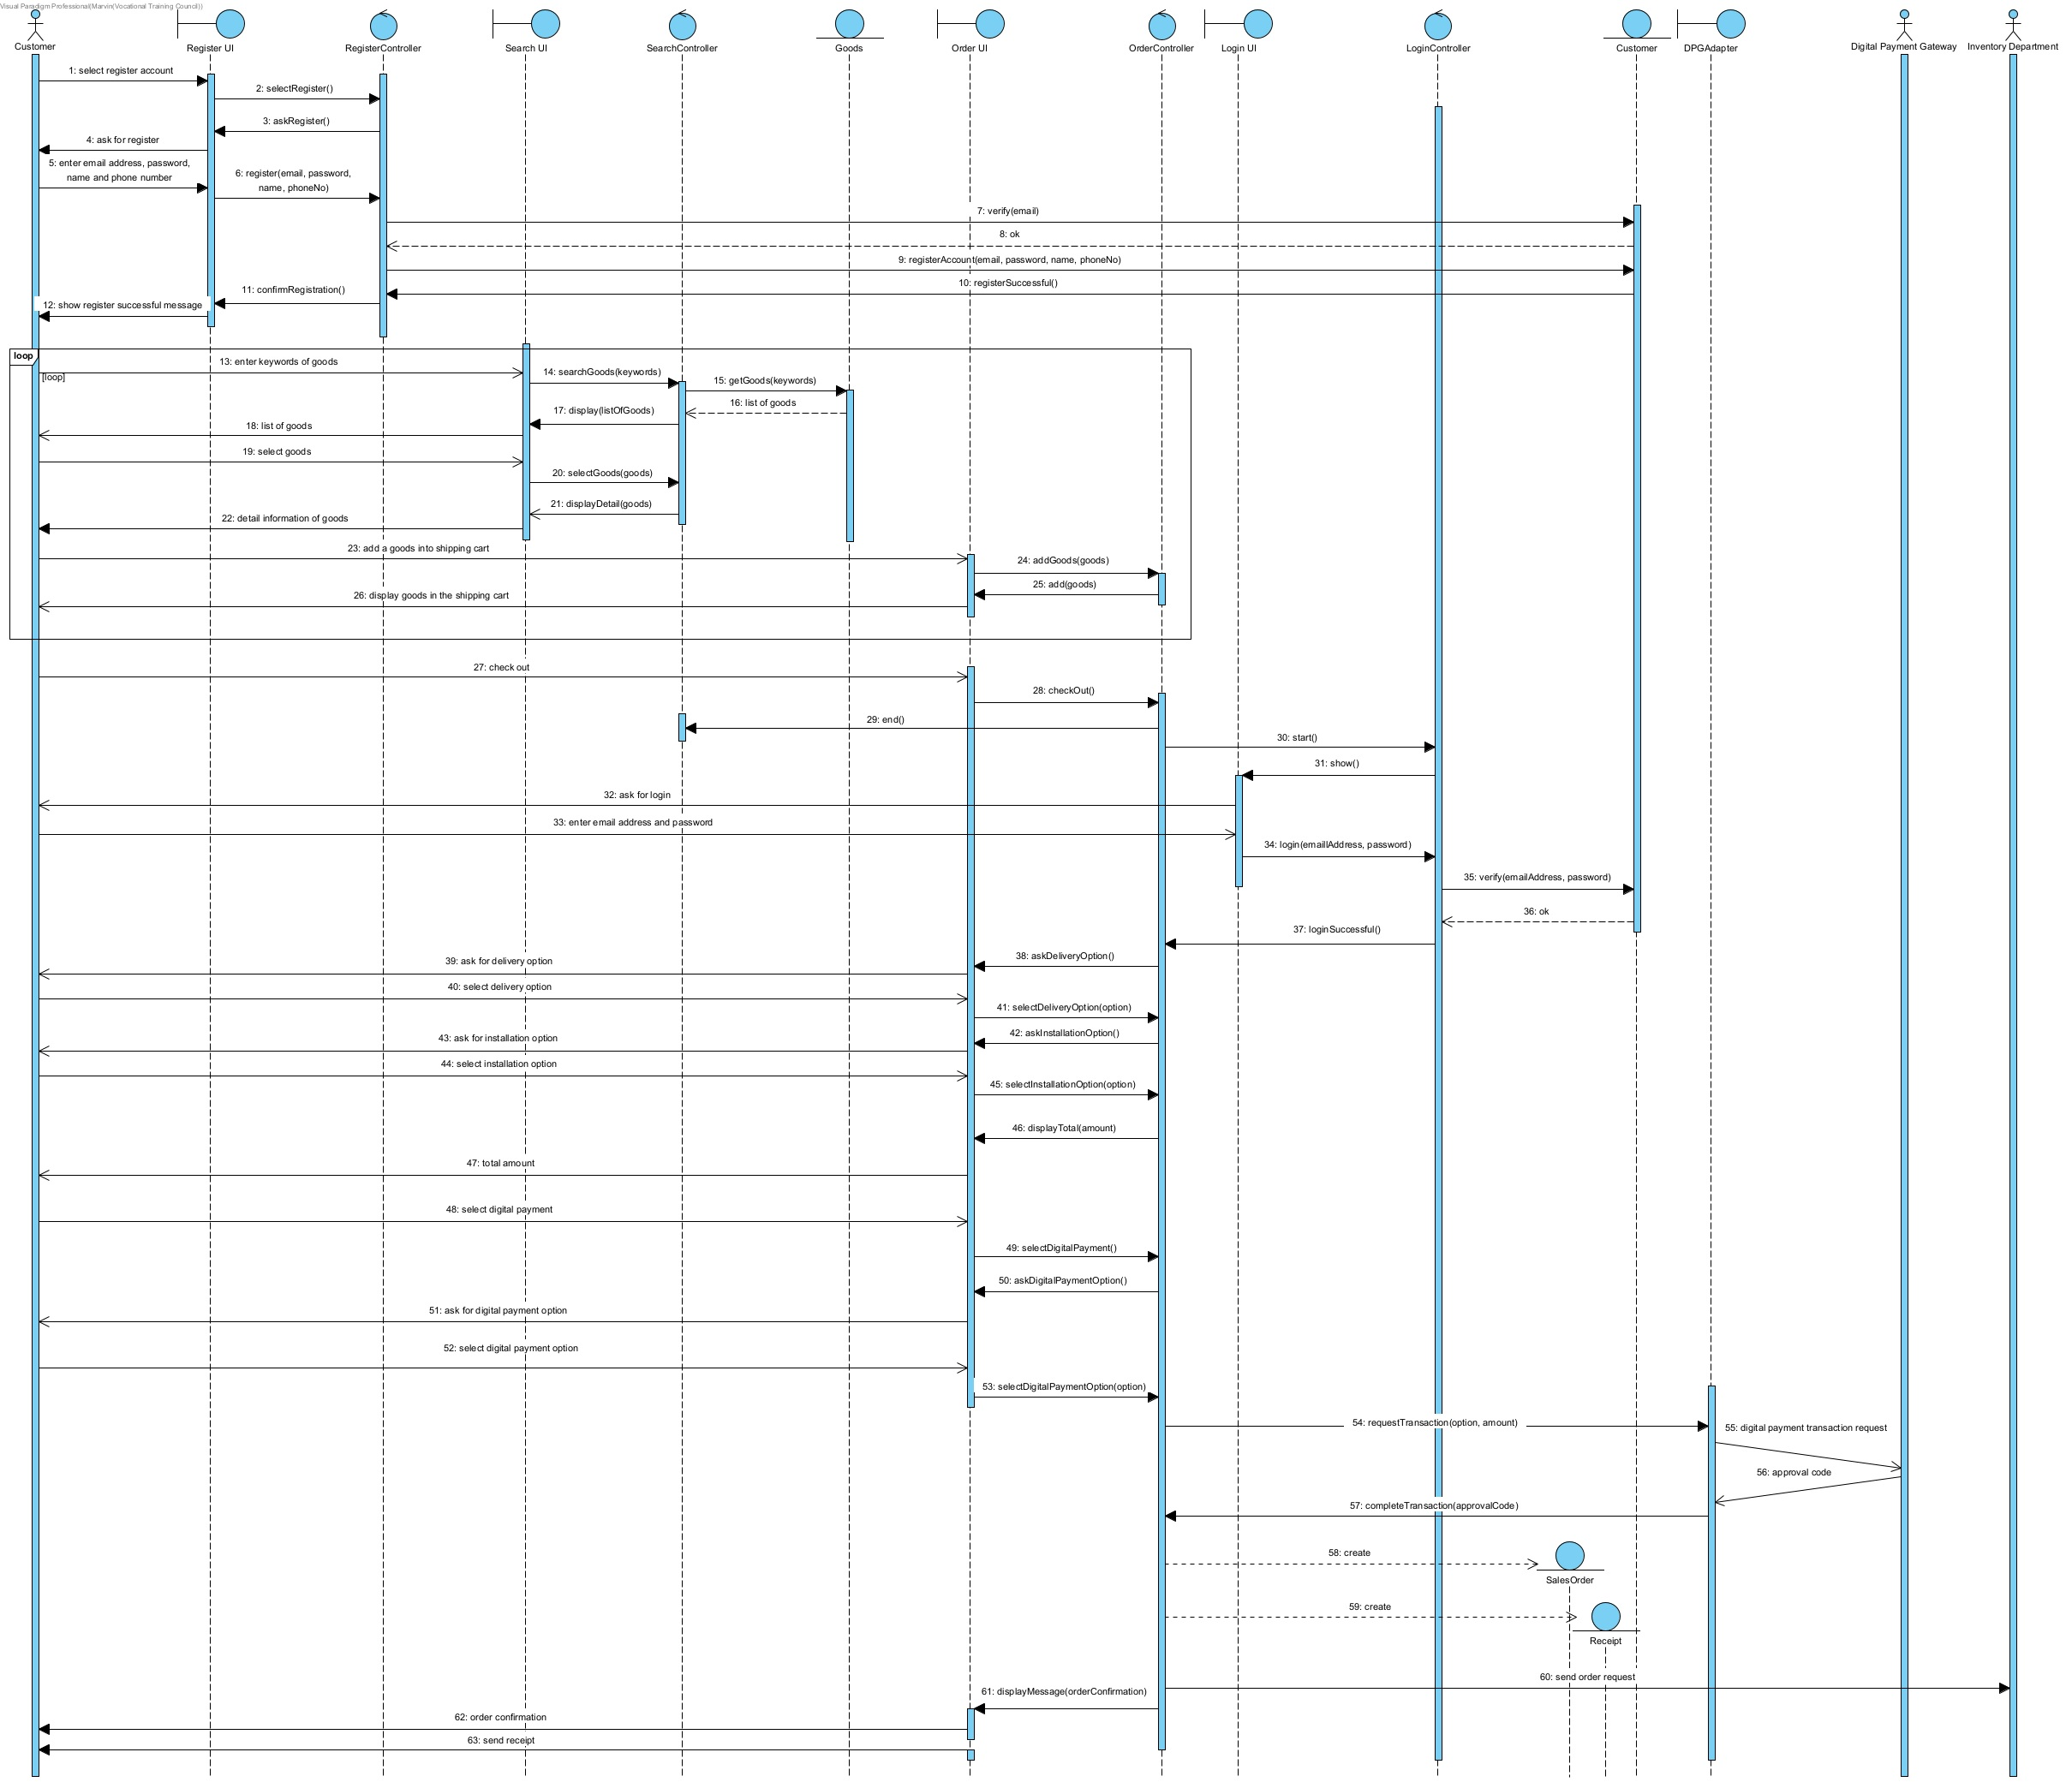 Visual Paradigm Professional(Marvin(Vocational Training Council))
Customer
Register UI
RegisterController
Search UI
SearchController
Goods
Order UI
OrderController
Login UI
LoginController
Customer
DPGAdapter
Digital Payment Gateway
Inventory Department
1: select register account
2: selectRegister()
3: askRegister()
4: ask for register
5: enter email address, password,
name and phone number
6: register(email, password,
name, phoneNo)
7: verify(email)
8: ok
9: registerAccount(email, password, name, phoneNo)
10: registerSuccessful()
11: confirmRegistration()
12: show register successful message
loop
[loop]
13: enter keywords of goods
14: searchGoods(keywords)
15: getGoods(keywords)
16: list of goods
17: display(listOfGoods)
18: list of goods
19: select goods
20: selectGoods(goods)
21: displayDetail(goods)
22: detail information of goods
23: add a goods into shipping cart
24: addGoods(goods)
25: add(goods)
26: display goods in the shipping cart
27: check out
28: checkOut()
29: end()
30: start()
31: show()
32: ask for login
33: enter email address and password
34: login(emaillAddress, password)
35: verify(emailAddress, password)
36: ok
37: loginSuccessful()
38: askDeliveryOption()
39: ask for delivery option
40: select delivery option
41: selectDeliveryOption(option)
42: askInstallationOption()
43: ask for installation option
44: select installation option
45: selectInstallationOption(option)
46: displayTotal(amount)
47: total amount
48: select digital payment
49: selectDigitalPayment()
50: askDigitalPaymentOption()
51: ask for digital payment option
52: select digital payment option
53: selectDigitalPaymentOption(option)
54: requestTransaction(option, amount)
55: digital payment transaction request
56: approval code
57: completeTransaction(approvalCode)
58: create
SalesOrder
59: create
Receipt
60: send order request
61: displayMessage(orderConfirmation)
62: order confirmation
63: send receipt